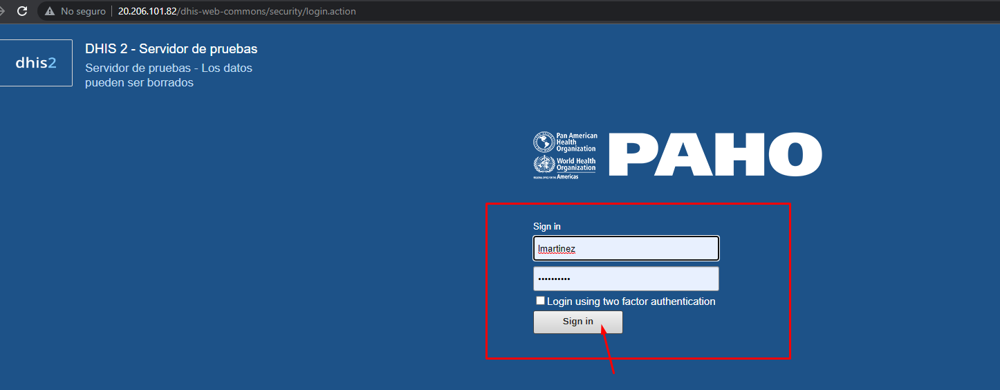 No seguro
20.206.101.82/dhis-web-commons/security/login.action
dhis2
DHIS 2 - Servidor de pruebas
Servidor de pruebas - Los datos
pueden ser borrados
Pan American
Health
Organization
World Health
Organization
REGIONAL OFFICE FOR THE Americas
PAHO
Sign in
lmartinez
••••••••••
Login using two factor authentication
Sign in